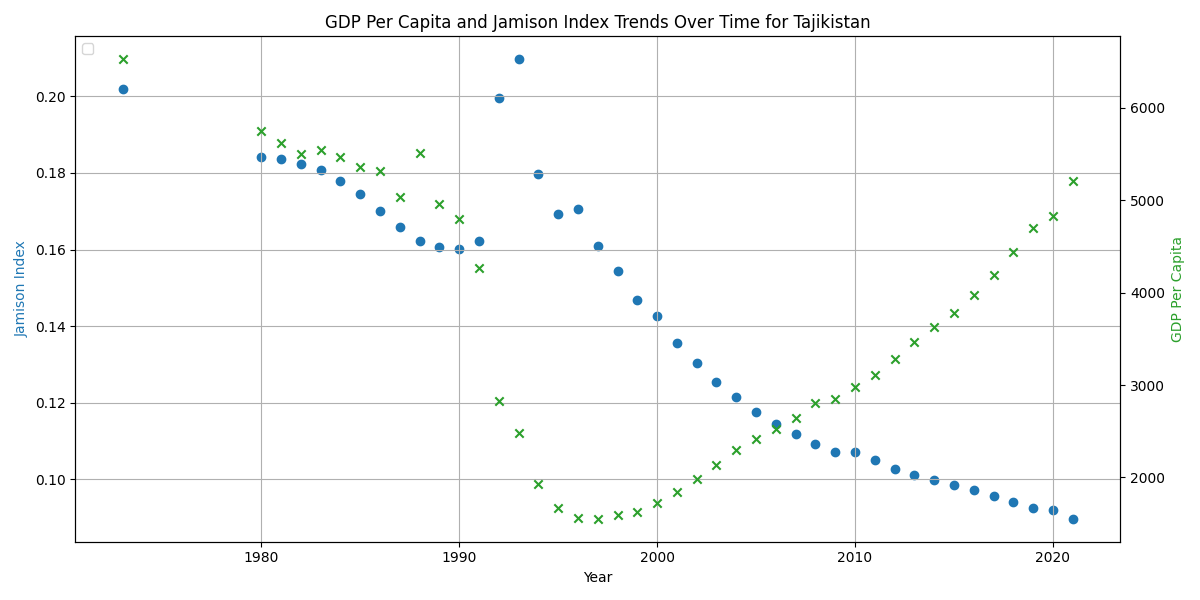 GDP Per Capita and Jamison Index Trends Over Time for Tajikistan
0.20
0.18
0.16
0.14
0.12
0.10
Jamison Index
6000
5000
4000
3000
2000
GDP Per Capita
1980 1990 2000 2010 2020
Year